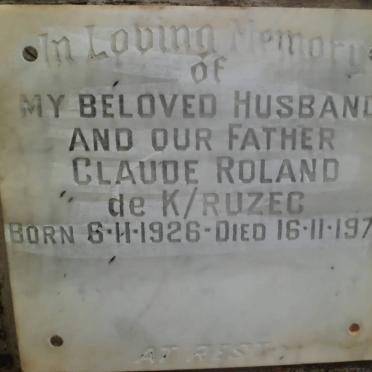 In Loving Memory
of
MY BELOVED HUSBAND
AND OUR FATHER
CLAUDE ROLAND
de K/RUZEC
BORN 6·11·1926-DIED 16·11·197
AT REST